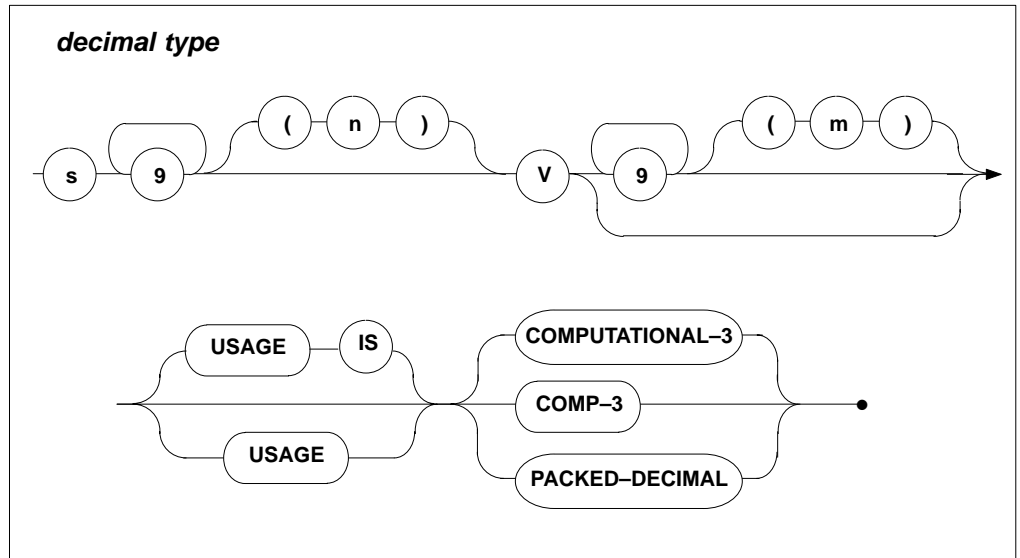 decimal type
( n ) ( m )
s 9 V 9
USAGE IS COMPUTATIONAL–3
COMP–3
USAGE PACKED–DECIMAL